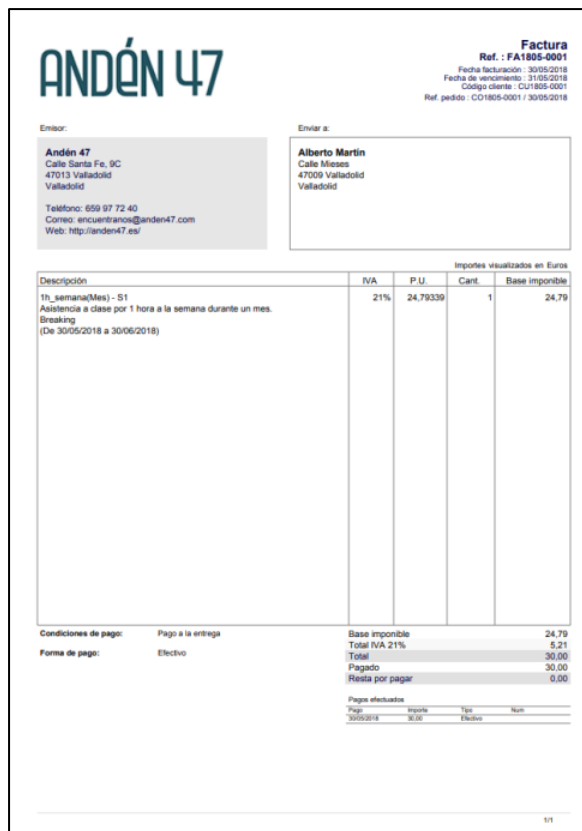 ANDÉN 47
Factura
Ref. : FA1805-0001
Fecha facturación : 30/05/2018
Fecha de vencimiento : 31/05/2018
Código cliente : CU1805-0001
Ref. pedido : CO1805-0001 / 30/05/2018
Emisor:
Andén 47
Calle Santa Fe, 9C
47013 Valladolid
Valladolid
Teléfono: 659 97 72 40
Correo: encuentranos@anden47.com
Web: http://anden47.es/
Enviar a:
Alberto Martín
Calle Mieses
47009 Valladolid
Valladolid
Importes visualizados en Euros
Descripción IVA P.U. Cant. Base imponible
1h_semana(Mes) - S1 21% 24,79339 1 24,79
Asistencia a clase por 1 hora a la semana durante un mes.
Breaking
(De 30/05/2018 a 30/06/2018)
Condiciones de pago: Pago a la entrega
Forma de pago: Efectivo
Base imponible 24,79
Total IVA 21% 5,21
Total 30,00
Pagado 30,00
Resta por pagar 0,00
Pagos efectuados
Pago Importe Tipo Num
30/05/2018 30,00 Efectivo
1/1